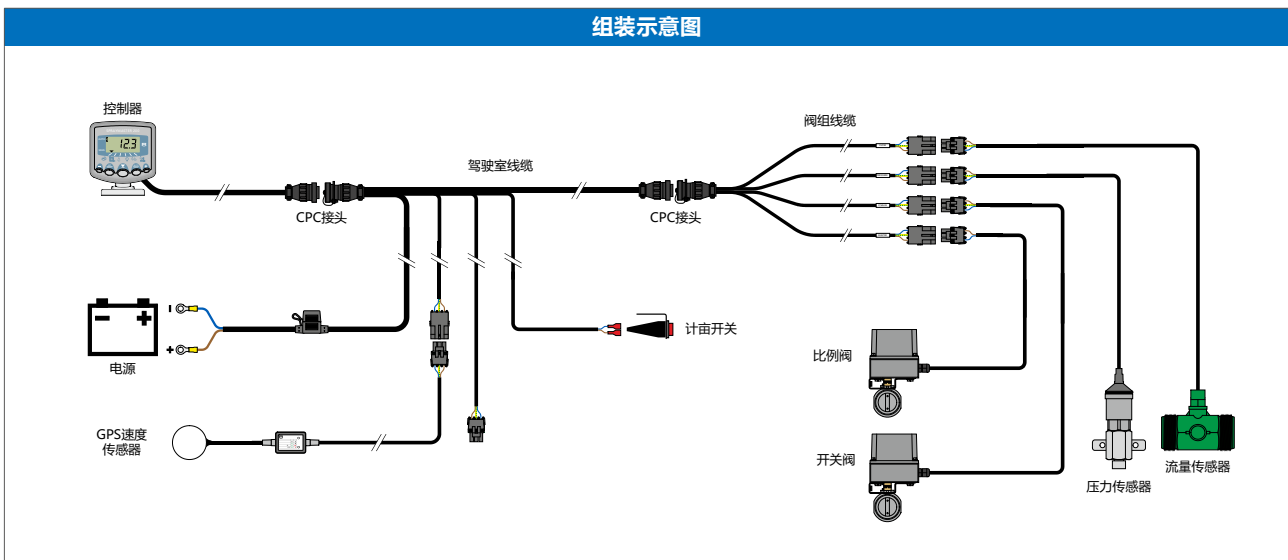 组装示意图
控制器
12.3
阀组线缆
驾驶室线缆
CPC接头
CPC接头
计亩开关
电源
比例阀
GPS速度
传感器
开关阀
流量传感器
压力传感器